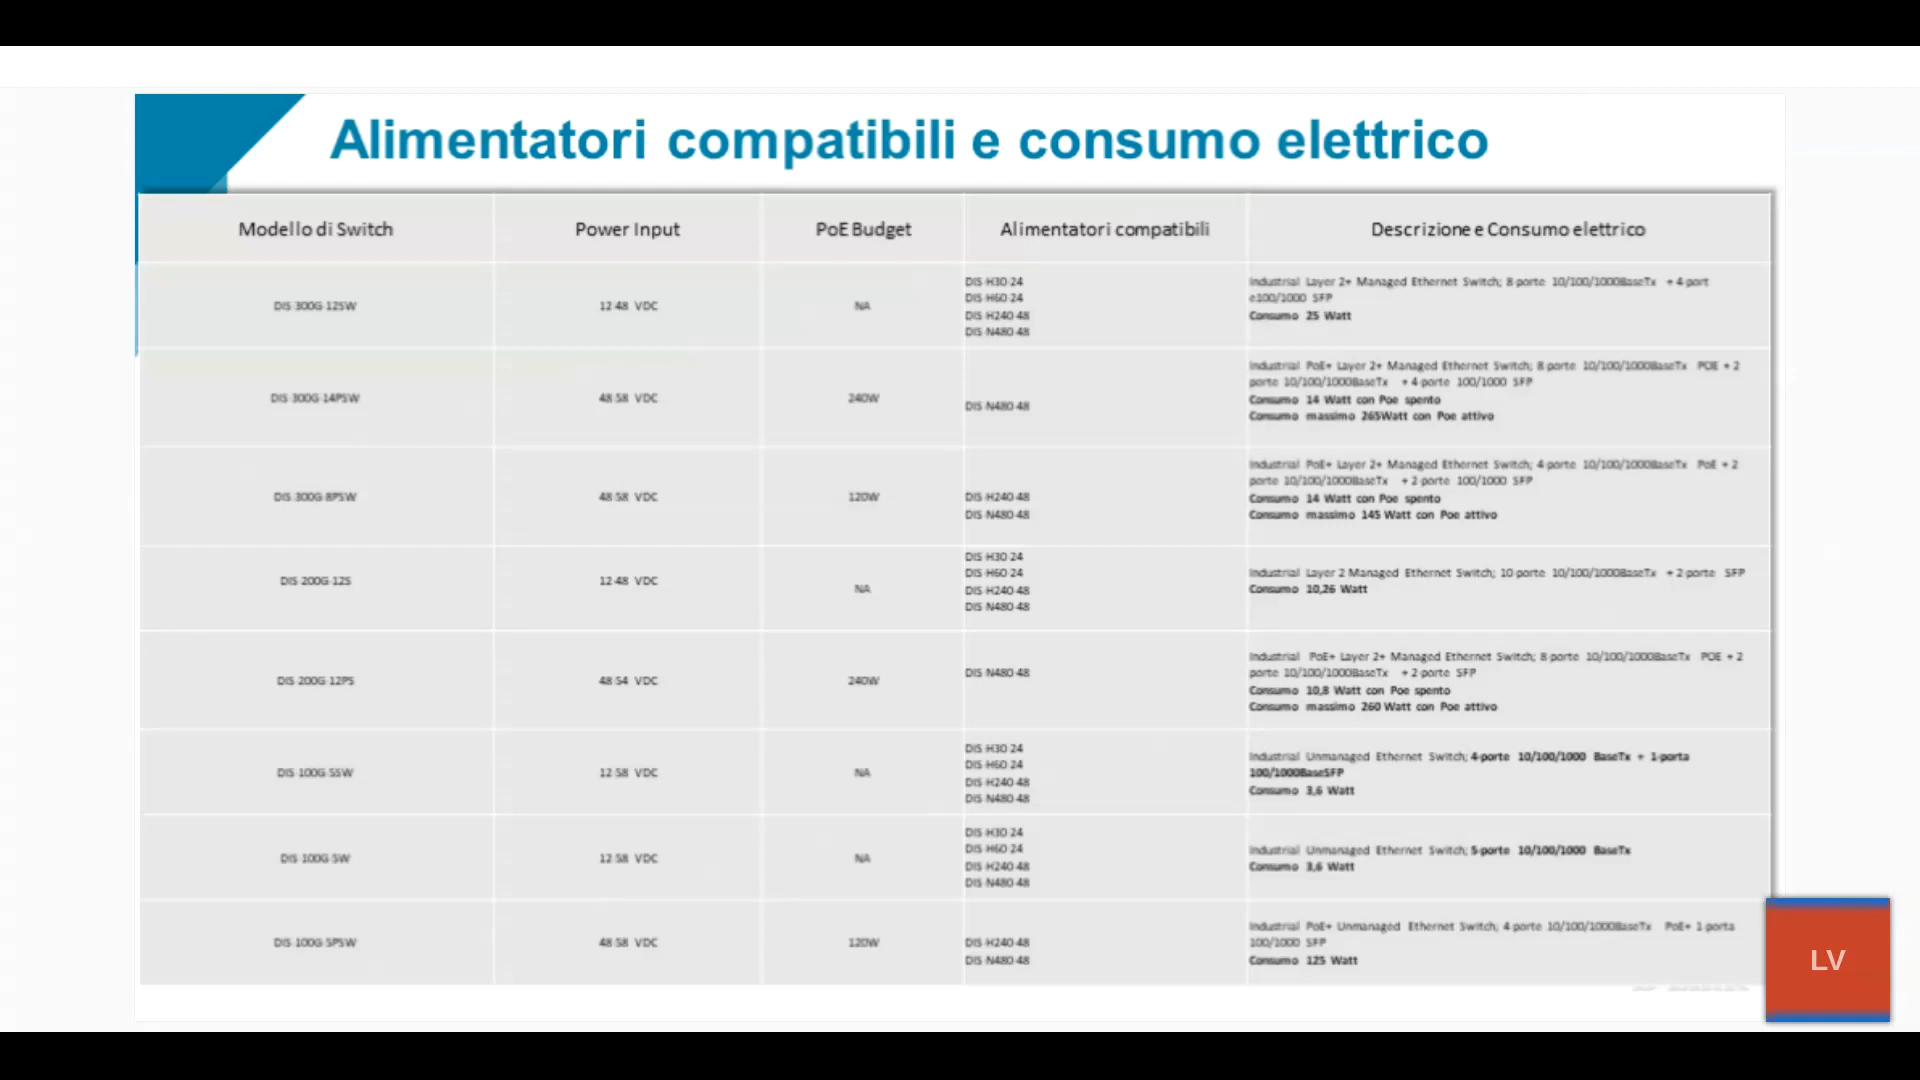 Alimentatori compatibili e consumo elettrico
Modello di Switch Power Input PoE Budget Alimentatori compatibili Descrizione e Consumo elettrico
DIS-300G-12SW 12-48 VDC NA
DIS-H30-24
DIS-H60-24
DIS-H240-48
DIS-N480-48
Industrial Layer 2+ Managed Ethernet Switch; 8-porte 10/100/1000BaseTx + 4-port
e100/1000 SFP
Consumo 25 Watt
DIS-300G-14PSW 48-58 VDC 240W
DIS-N480-48
Industrial PoE+ Layer 2+ Managed Ethernet Switch; 8-porte 10/100/1000BaseTx POE + 2
porte 10/100/1000BaseTx + 4-porte 100/1000 SFP
Consumo 14 Watt con Poe spento
Consumo massimo 265Watt con Poe attivo
DIS-300G-8PSW 48-58 VDC 120W
DIS-H240-48
DIS-N480-48
Industrial PoE+ Layer 2+ Managed Ethernet Switch; 4-porte 10/100/1000BaseTx PoE + 2
porte 10/100/1000BaseTx + 2-porte 100/1000 SFP
Consumo 14 Watt con Poe spento
Consumo massimo 145 Watt con Poe attivo
DIS-200G-12S 12-48 VDC NA
DIS-H30-24
DIS-H60-24
DIS-H240-48
DIS-N480-48
Industrial Layer 2 Managed Ethernet Switch; 10-porte 10/100/1000BaseTx + 2-porte SFP
Consumo 10,26 Watt
DIS-200G-12PS 48-54 VDC 240W
DIS-N480-48
Industrial PoE+ Layer 2+ Managed Ethernet Switch; 8-porte 10/100/1000BaseTx POE + 2
porte 10/100/1000BaseTx + 2-porte SFP
Consumo 10,8 Watt con Poe spento
Consumo massimo 260 Watt con Poe attivo
DIS-100G-5SW 12-58 VDC NA
DIS-H30-24
DIS-H60-24
DIS-H240-48
DIS-N480-48
Industrial Unmanaged Ethernet Switch; 4-porte 10/100/1000 BaseTx + 1-porta
100/1000BaseSFP
Consumo 3,6 Watt
DIS-100G-5W 12-58 VDC NA
DIS-H30-24
DIS-H60-24
DIS-H240-48
DIS-N480-48
Industrial Unmanaged Ethernet Switch; 5-porte 10/100/1000 BaseTx
Consumo 3,6 Watt
DIS-100G-5PSW 48-58 VDC 120W
DIS-H240-48
DIS-N480-48
Industrial PoE+ Unmanaged Ethernet Switch; 4-porte 10/100/1000BaseTx PoE+ 1-porta
100/1000 SFP
Consumo 125 Watt
LV